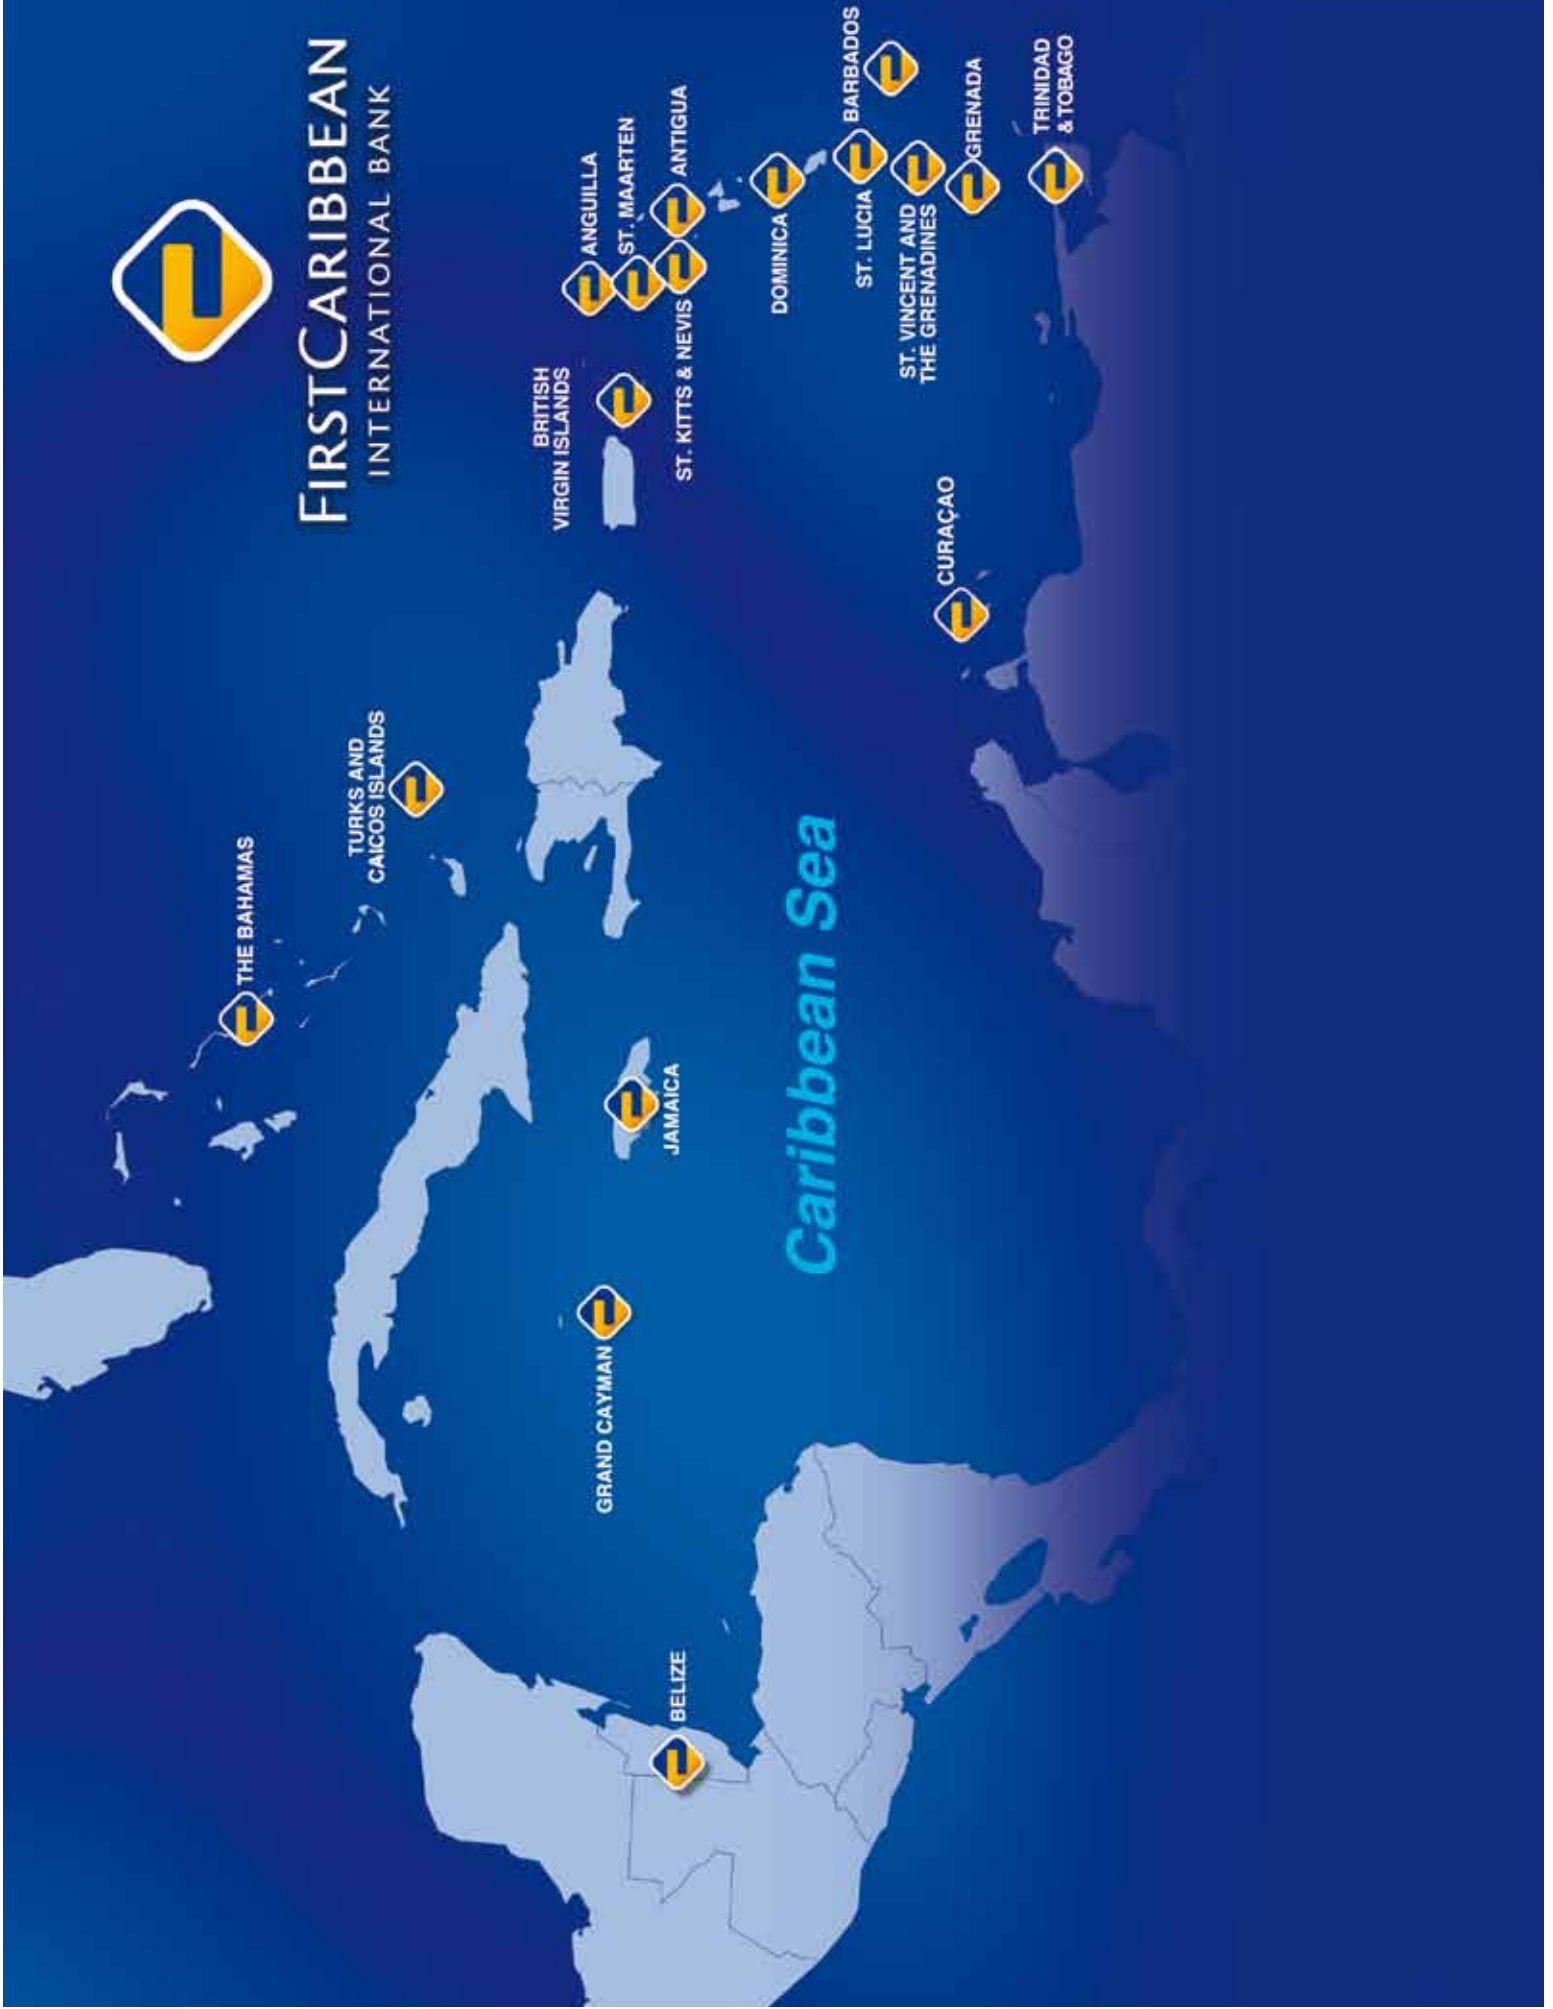 FIRSTCARIBBEAN
INTERNATIONAL BANK
THE BAHAMAS
TURKS AND
CAICOS ISLANDS
BRITISH
VIRGIN ISLANDS
ANGUILLA
ST. MAARTEN
ST. KITTS & NEVIS
ANTIGUA
GRAND CAYMAN
JAMAICA
BELIZE
DOMINICA
Caribbean Sea
ST. LUCIA
BARBADOS
ST. VINCENT AND
THE GRENADINES
GRENADA
CURAÇAO
TRINIDAD
& TOBAGO